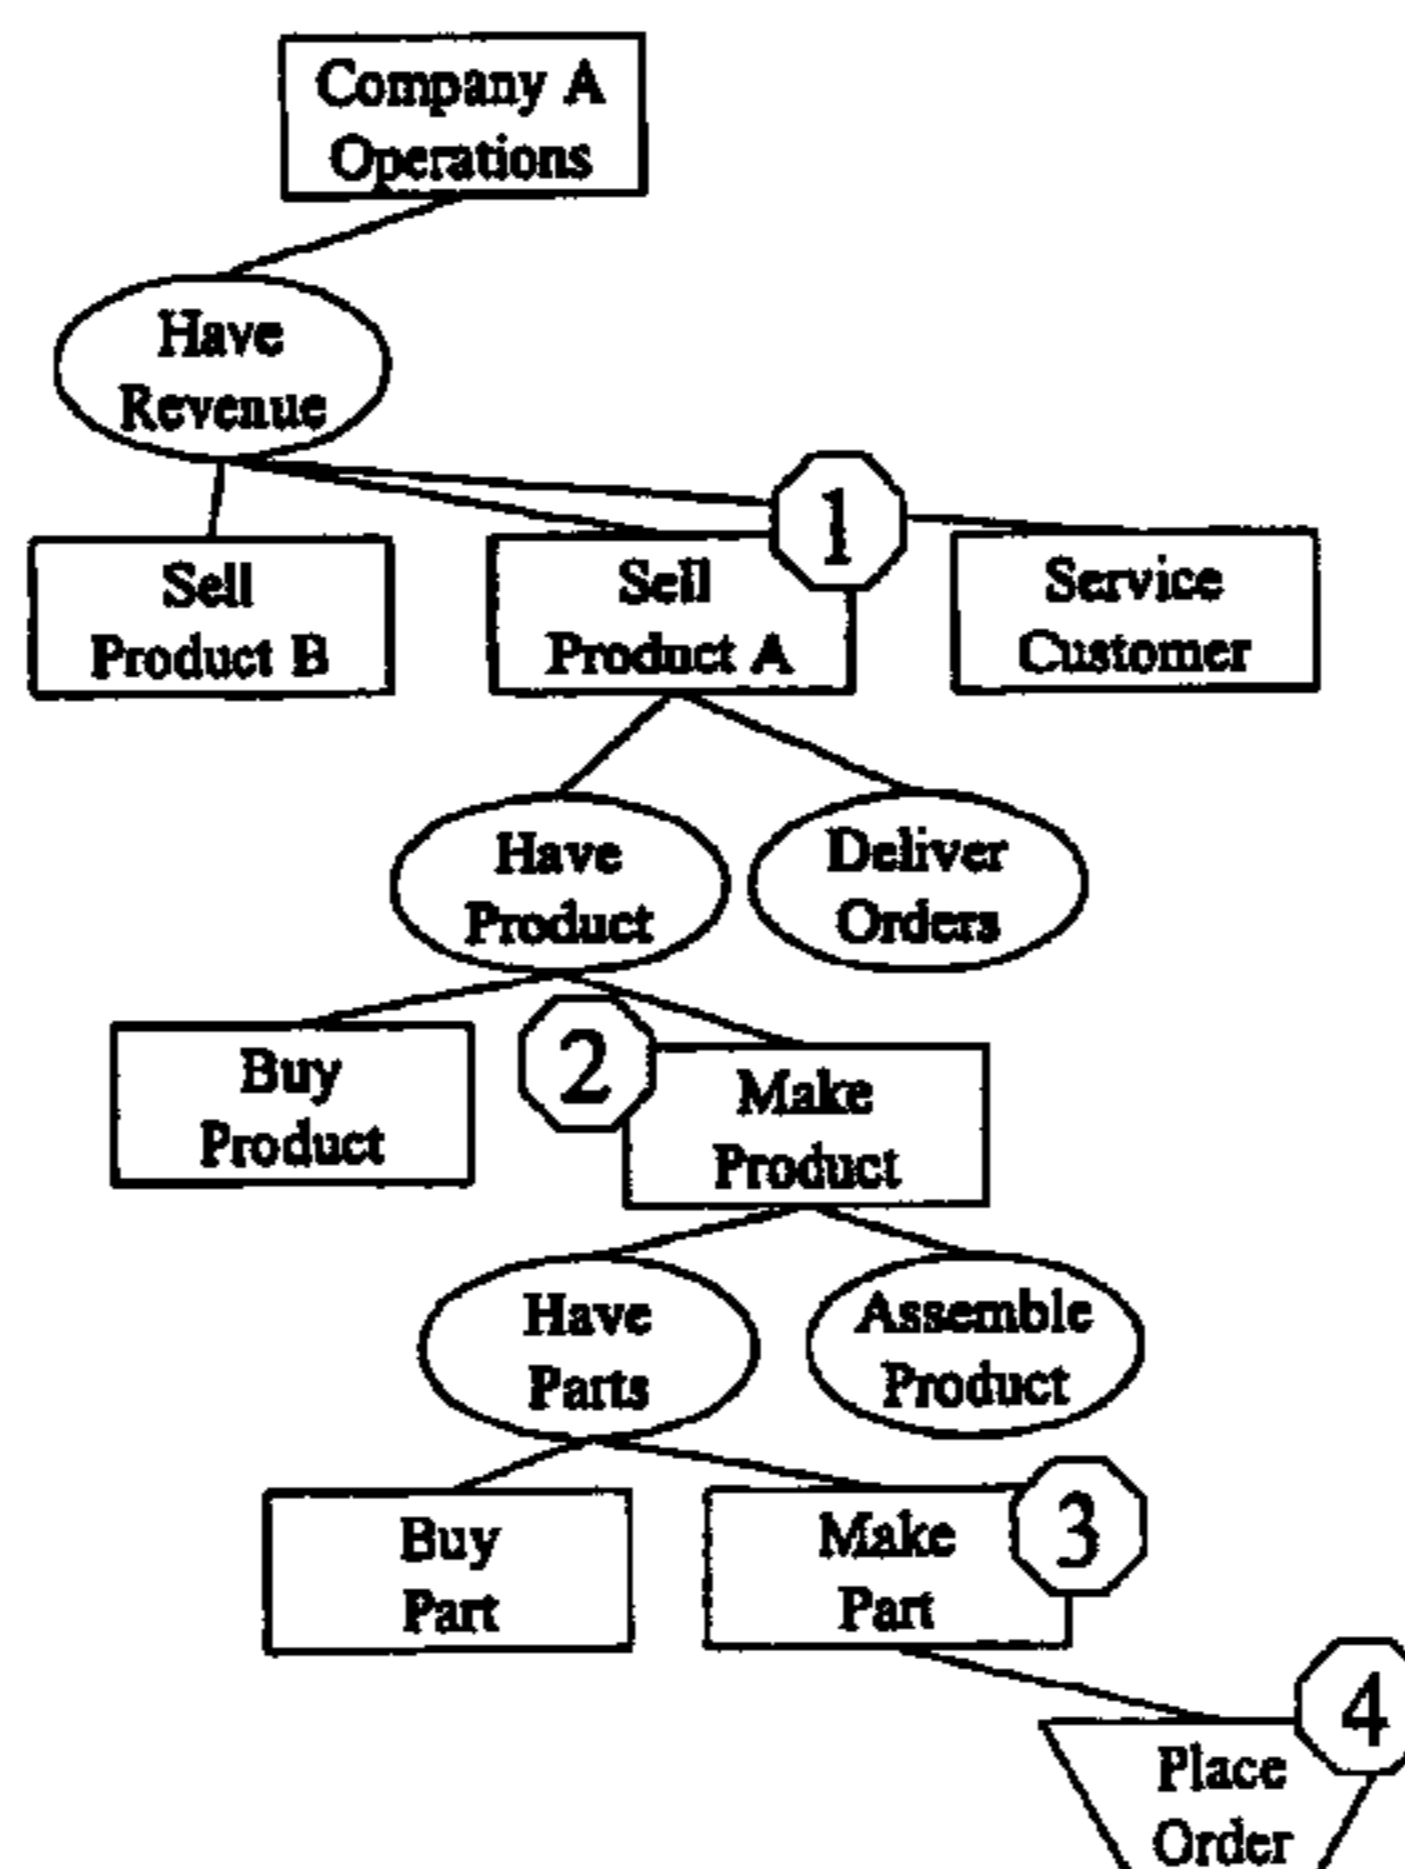 Company A
Operations
Have
Revenue
1
Sell
Product B
Sell
Product A
Service
Customer
Have
Product
Deliver
Orders
2
Buy
Product
Make
Product
Have
Parts
Assemble
Product
3
Buy
Part
Make
Part
4
Place
Order